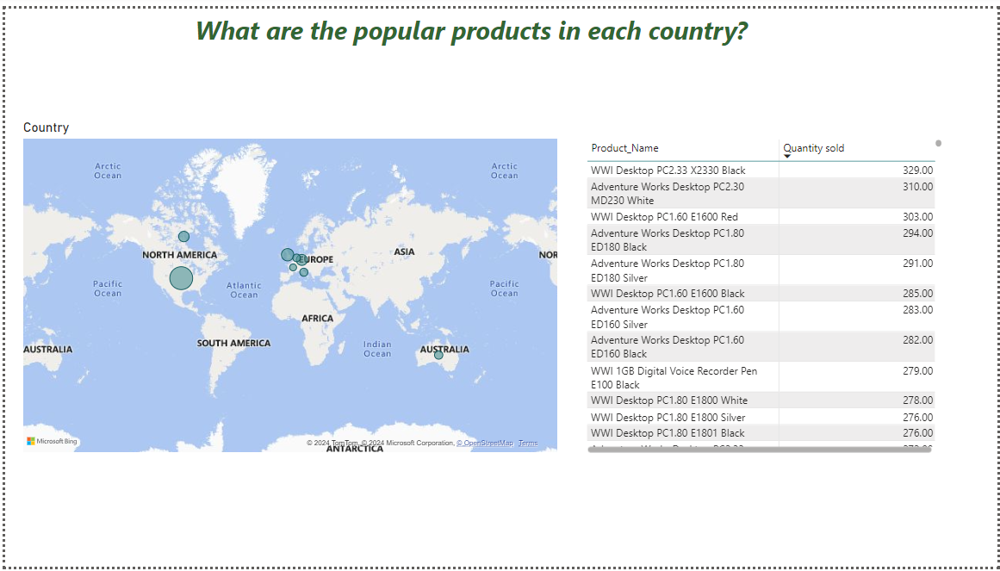 What are the popular products in each country?
Country
Arctic
Ocean
Arctic
Ocean
NORTH AMERICA
EUROPE
ASIA
NOR
Pacific
Ocean
Atlantic
Ocean
Pacific
Ocean
AFRICA
SOUTH AMERICA
Indian
Ocean
AUSTRALIA
AUSTRALIA
Microsoft Bing
© 2024 TomTom, © 2024 Microsoft Corporation, © OpenStreetMap Terms
ANTARCTICA
Product_Name Quantity sold
WWI Desktop PC2.33 X2330 Black 329.00
Adventure Works Desktop PC2.30 310.00
MD230 White
WWI Desktop PC1.60 E1600 Red 303.00
Adventure Works Desktop PC1.80 294.00
ED180 Black
Adventure Works Desktop PC1.80 291.00
ED180 Silver
WWI Desktop PC1.60 E1600 Black 285.00
Adventure Works Desktop PC1.60 283.00
ED160 Silver
Adventure Works Desktop PC1.60 282.00
ED160 Black
WWI 1GB Digital Voice Recorder Pen 279.00
E100 Black
WWI Desktop PC1.80 E1800 White 278.00
WWI Desktop PC1.80 E1800 Silver 276.00
WWI Desktop PC1.80 E1801 Black 276.00